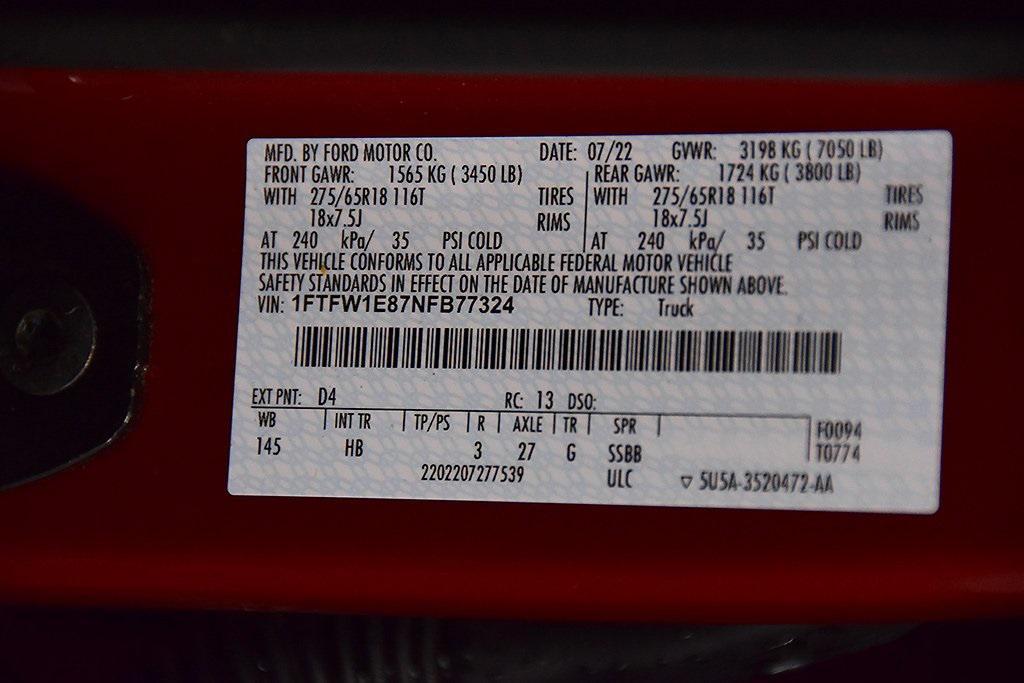 MFD. BY FORD MOTOR CO. DATE: 07/22 GVWR: 3198 KG ( 7050 LB)
FRONT GAWR: 1565 KG ( 3450 LB) REAR GAWR: 1724 KG ( 3800 LB)
WITH 275/65R18 116T TIRES WITH 275/65R18 116T TIRES
18x7.5J RIMS 18x7.5J RIMS
AT 240 kPa/ 35 PSI COLD AT 240 kPa/ 35 PSI COLD
THIS VEHICLE CONFORMS TO ALL APPLICABLE FEDERAL MOTOR VEHICLE
SAFETY STANDARDS IN EFFECT ON THE DATE OF MANUFACTURE SHOWN ABOVE.
VIN: 1FTFW1E87NFB77324 TYPE: Truck
EXT PNT: D4 RC: 13 DSO:
WB INT TR TP/PS R AXLE TR SPR F0094
145 HB 3 27 G SSBB T0774
2202207277539 ULC ▽ 5U5A-3520472-AA